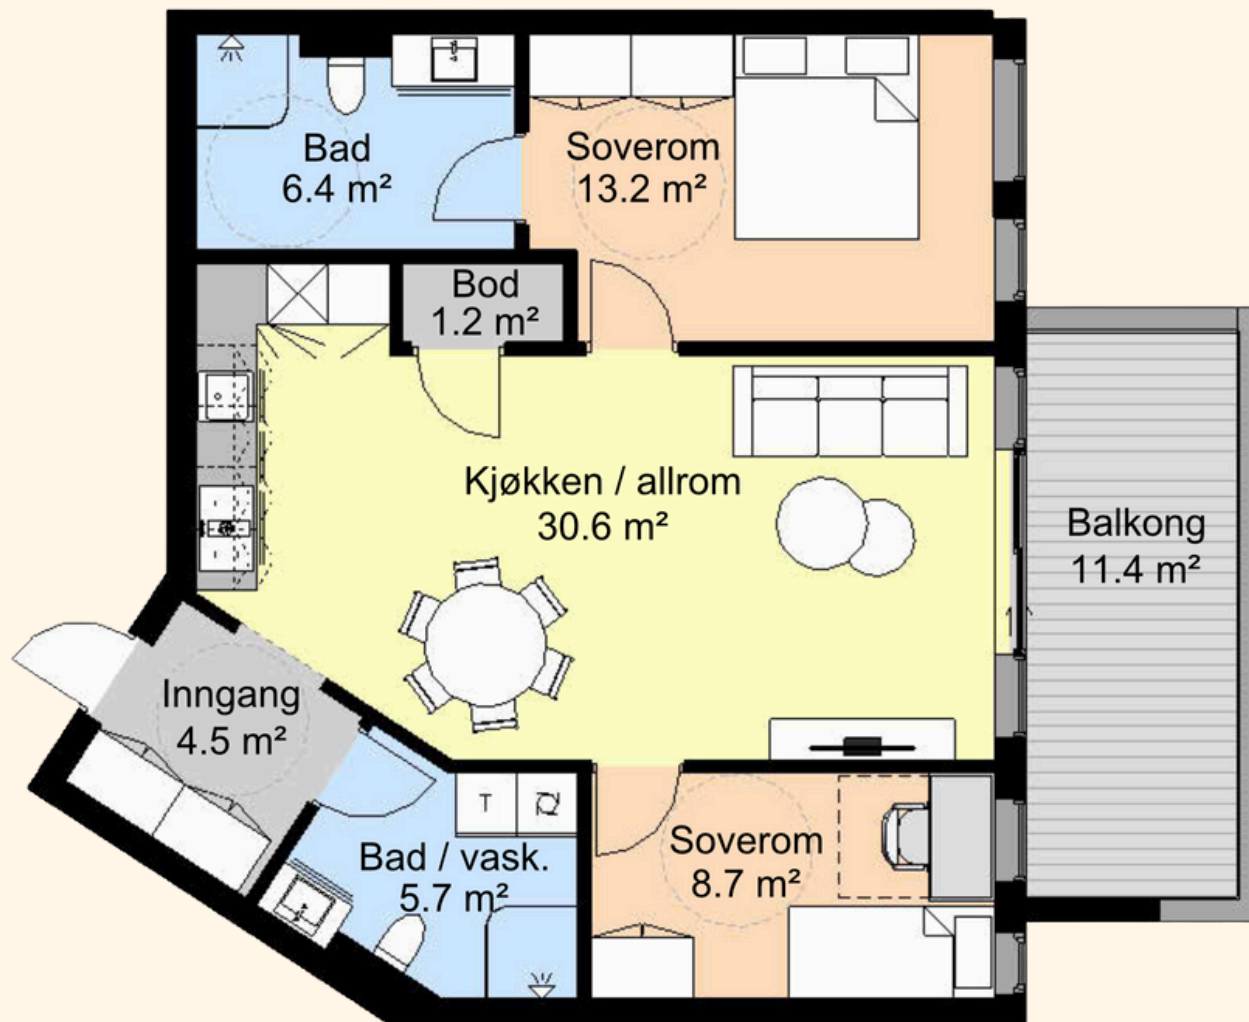 Bad
6.4 m²
Soverom
13.2 m²
Bod
1.2 m²
Kjøkken / allrom
30.6 m²
Balkong
11.4 m²
Inngang
4.5 m²
T
Bad / vask.
5.7 m²
Soverom
8.7 m²